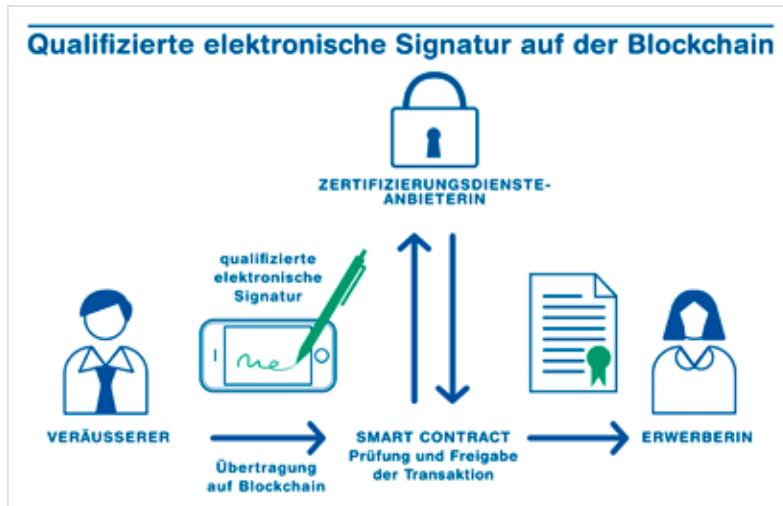 Qualifizierte elektronische Signatur auf der Blockchain
ZERTIFIZIERUNGSDIENSTE-
ANBIETERIN
qualifizierte
elektronische
Signatur
VERÄUSSERER
Übertragung
auf Blockchain
SMART CONTRACT
Prüfung und Freigabe
der Transaktion
ERWERBERIN